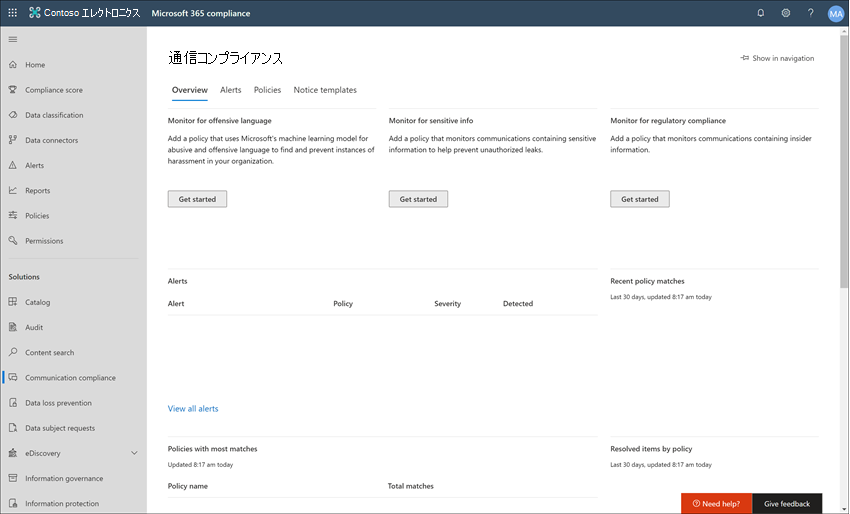 Contoso エレクトロニクス Microsoft 365 compliance ? MA
Home
Compliance score
Data classification
Data connectors
Alerts
Reports
Policies
Permissions
Solutions
Catalog
Audit
Content search
Communication compliance
Data loss prevention
Data subject requests
eDiscovery
Information governance
Information protection
通信コンプライアンス
Show in navigation
Overview Alerts Policies Notice templates
Monitor for offensive language
Add a policy that uses Microsoft's machine learning model for
abusive and offensive language to find and prevent instances of
harassment in your organization.
Get started
Monitor for sensitive info
Add a policy that monitors communications containing sensitive
information to help prevent unauthorized leaks.
Get started
Monitor for regulatory compliance
Add a policy that monitors communications containing insider
information.
Get started
Alerts
Alert Policy Severity Detected
View all alerts
Recent policy matches
Last 30 days, updated 8:17 am today
Policies with most matches
Updated 8:17 am today
Policy name Total matches
Resolved items by policy
Last 30 days, updated 8:17 am today
Need help? Give feedback